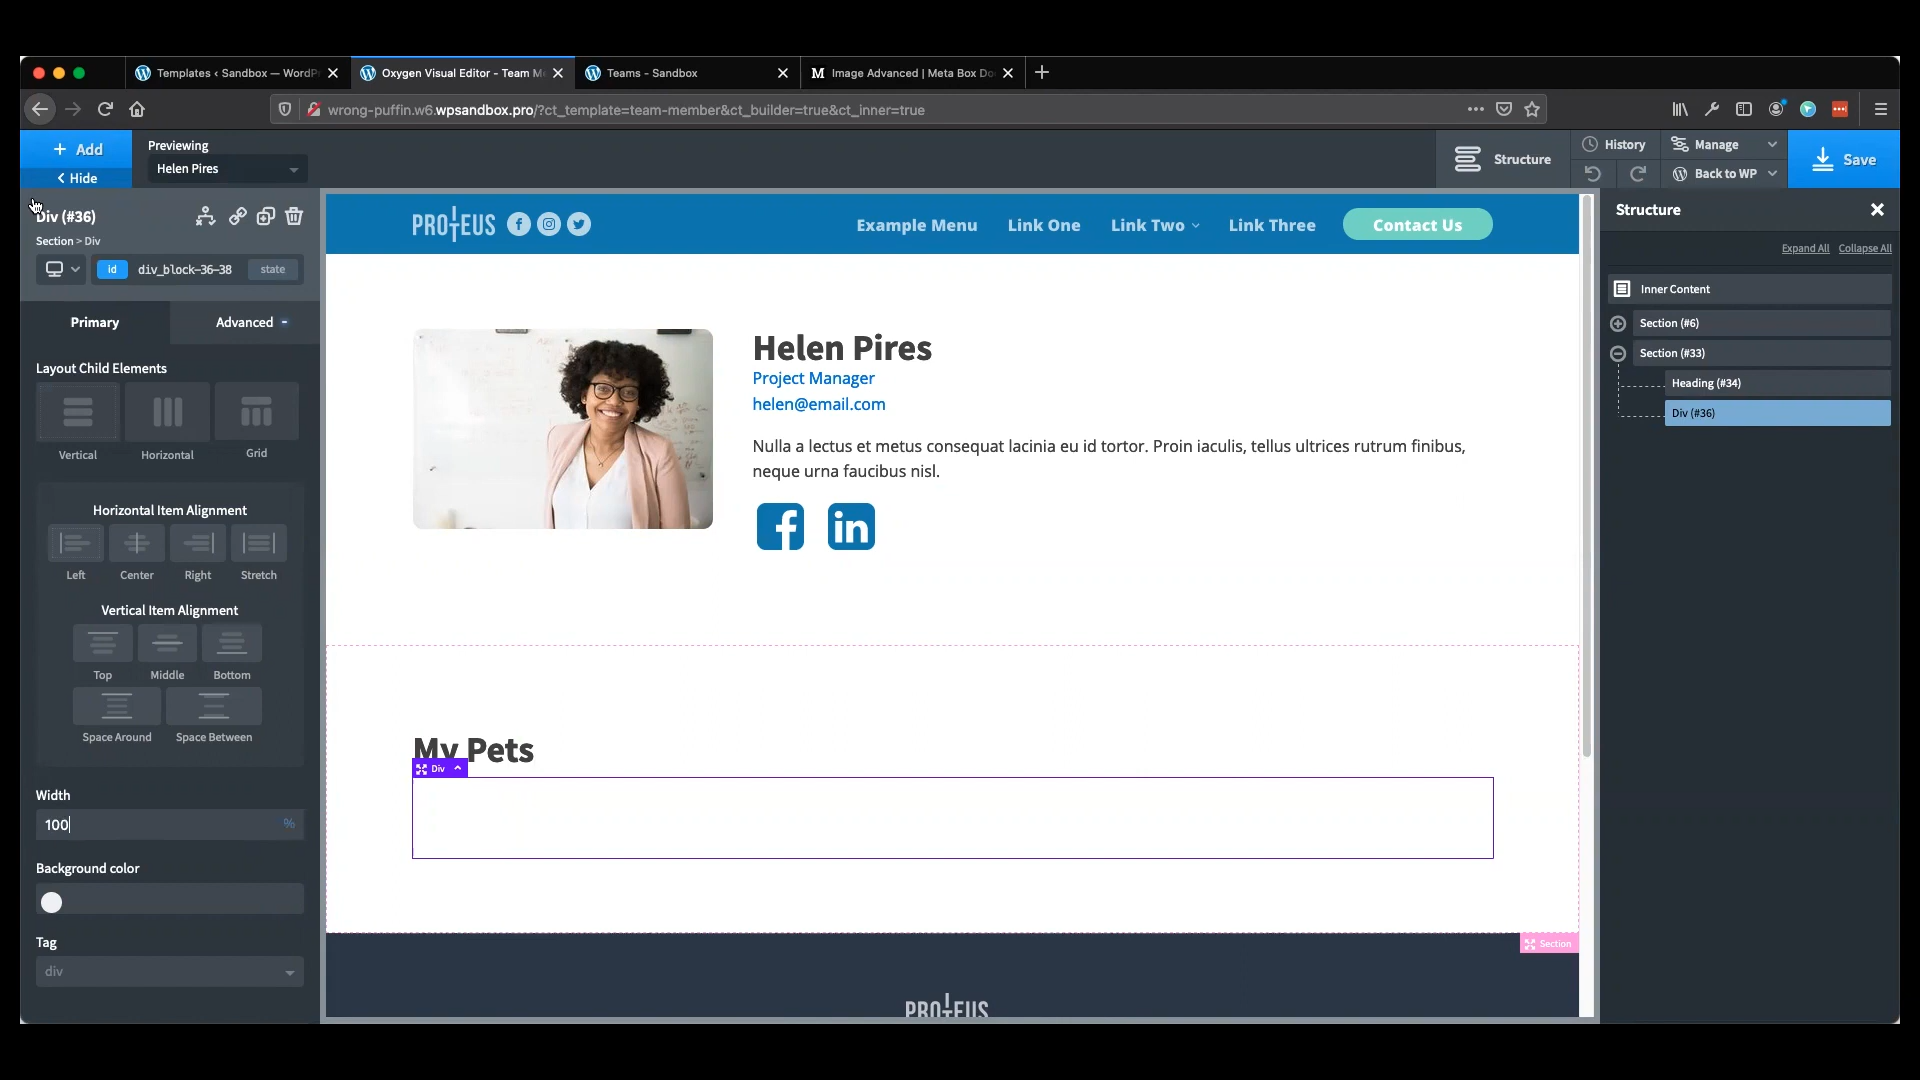 Templates ‹ Sandbox — WordPr
Oxygen Visual Editor - Team Me
Teams - Sandbox
M Image Advanced | Meta Box Do
wrong-puffin.w6.wpsandbox.pro/?ct_template=team-member&ct_builder=true&ct_inner=true
+ Add
< Hide
Previewing
Helen Pires
Structure
History
Manage
Back to WP
Save
Div (#36)
Section > Div
id div_block-36-38 state
Primary
Advanced -
Layout Child Elements
Vertical
Horizontal
Grid
Horizontal Item Alignment
Left
Center
Right
Stretch
Vertical Item Alignment
Top
Middle
Bottom
Space Around
Space Between
Width
100 %
Background color
Tag
div
PROTEUS
Example Menu
Link One
Link Two
Link Three
Contact Us
Helen Pires
Project Manager
helen@email.com
Nulla a lectus et metus consequat lacinia eu id tortor. Proin iaculis, tellus ultrices rutrum finibus,
neque urna faucibus nisl.
f
in
My Pets
Div
Section
PROTEUS
Structure
Expand All Collapse All
Inner Content
Section (#6)
Section (#33)
Heading (#34)
Div (#36)